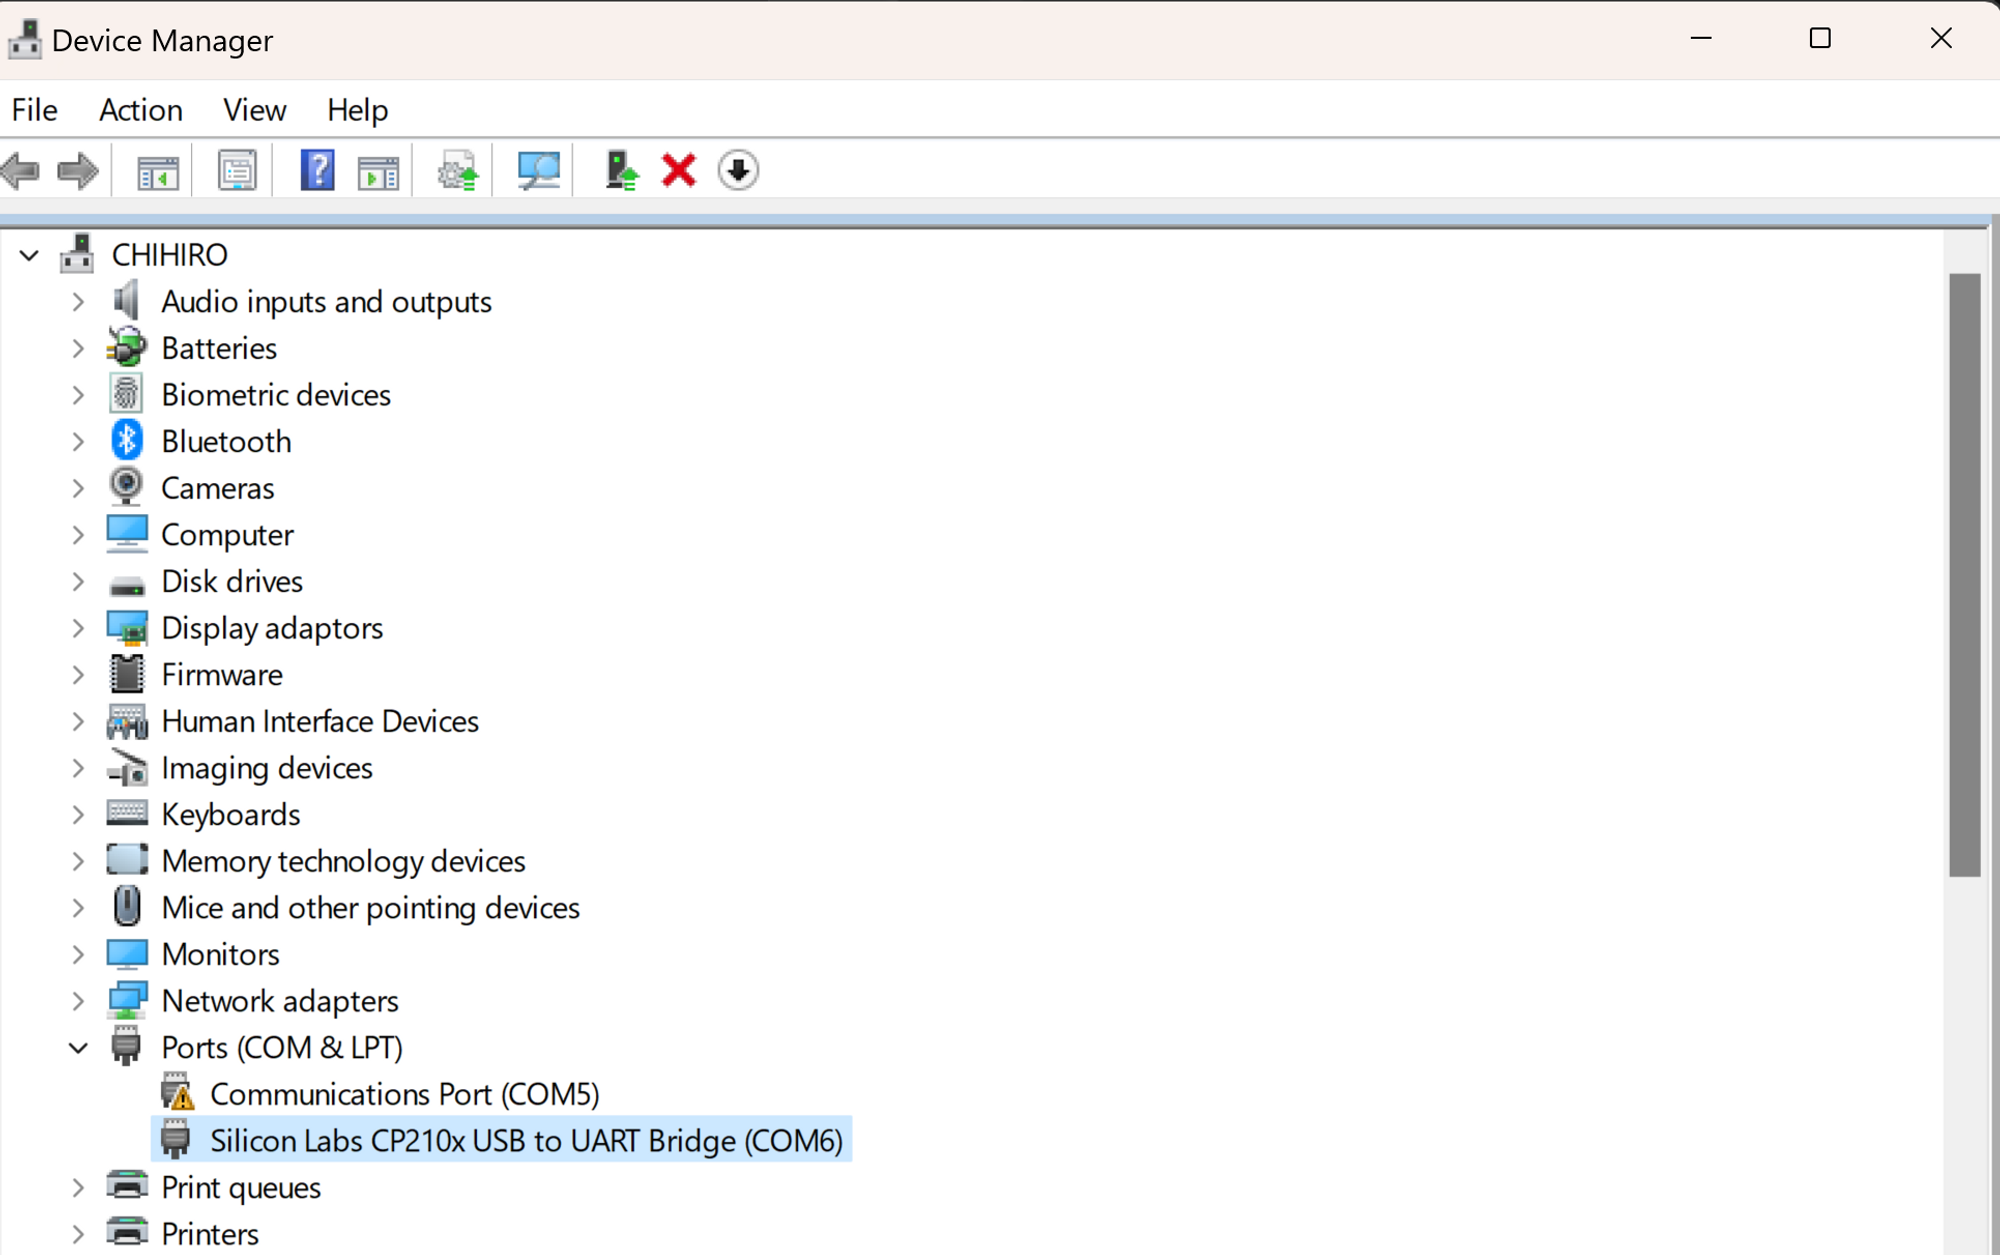 Device Manager
File Action View Help
CHIHIRO
Audio inputs and outputs
Batteries
Biometric devices
Bluetooth
Cameras
Computer
Disk drives
Display adaptors
Firmware
Human Interface Devices
Imaging devices
Keyboards
Memory technology devices
Mice and other pointing devices
Monitors
Network adapters
Ports (COM & LPT)
Communications Port (COM5)
Silicon Labs CP210x USB to UART Bridge (COM6)
Print queues
Printers